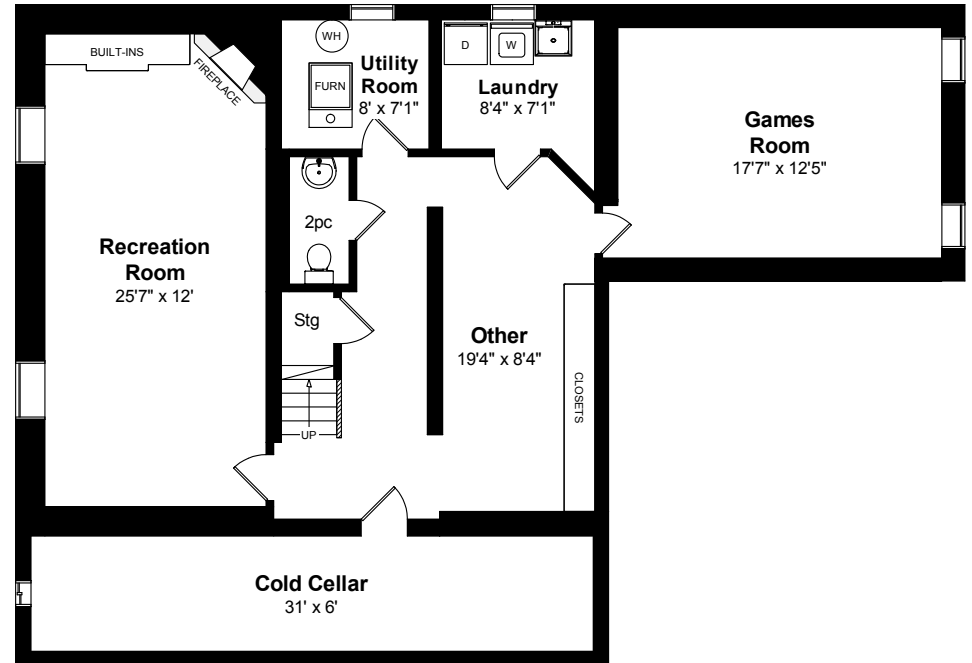 BUILT-INS
FIREPLACE
WH
FURN
Utility
Room
8' x 7'1"
D
W
Laundry
8'4" x 7'1"
Games
Room
17'7" x 12'5"
2pc
Recreation
Room
25'7" x 12'
Stg
Other
19'4" x 8'4"
CLOSETS
UP
Cold Cellar
31' x 6'